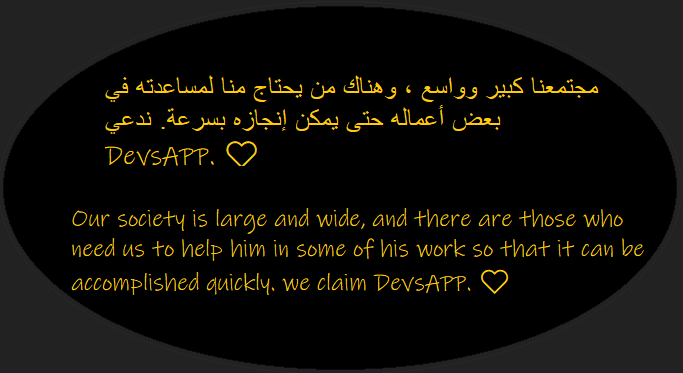 مجتمعنا كبير وواسع ، وهناك من يحتاج منا لمساعدته في
بعض أعماله حتى يمكن إنجازه بسرعة. ندعي
DevsAPP. ♡
Our society is large and wide, and there are those who
need us to help him in some of his work so that it can be
accomplished quickly. we claim DevsAPP. ♡